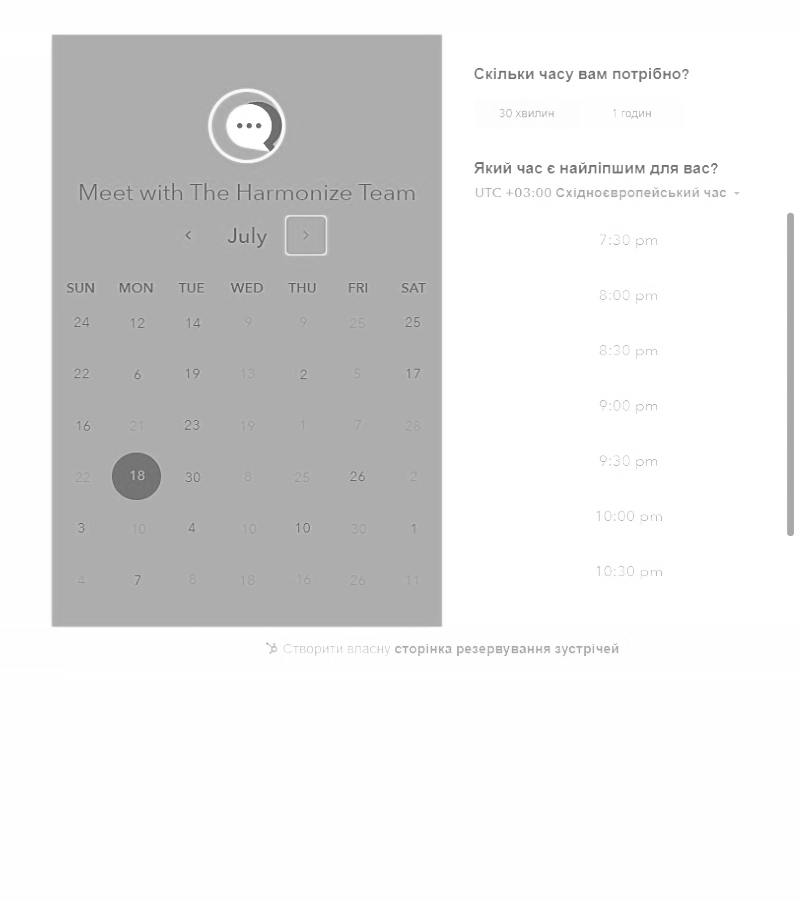 Meet with The Harmonize Team
July
SUN MON TUE WED THU FRI SAT
24 12 14 9 9 25 25
22 6 19 13 2 5 17
16 21 23 19 1 7 28
22 18 30 8 25 26 2
3 10 4 10 10 30 1
4 7 8 18 16 26 11
Скільки часу вам потрібно?
30 хвилин 1 годин
Який час є найліпшим для вас?
UTC +03:00 Східноєвропейський час
7:30 pm
8:00 pm
8:30 pm
9:00 pm
9:30 pm
10:00 pm
10:30 pm
Створити власну сторінка резервування зустрічей